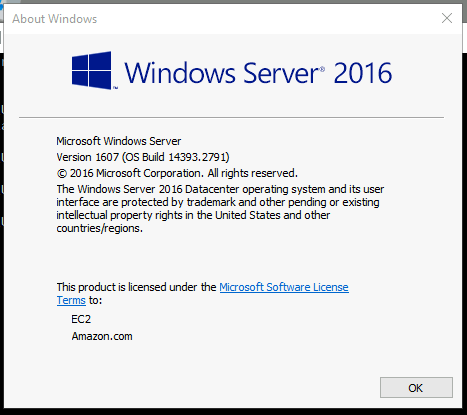 About Windows
Windows Server® 2016
Microsoft Windows Server
Version 1607 (OS Build 14393.2791)
© 2016 Microsoft Corporation. All rights reserved.
The Windows Server 2016 Datacenter operating system and its user
interface are protected by trademark and other pending or existing
intellectual property rights in the United States and other
countries/regions.
This product is licensed under the Microsoft Software License
Terms to:
EC2
Amazon.com
OK